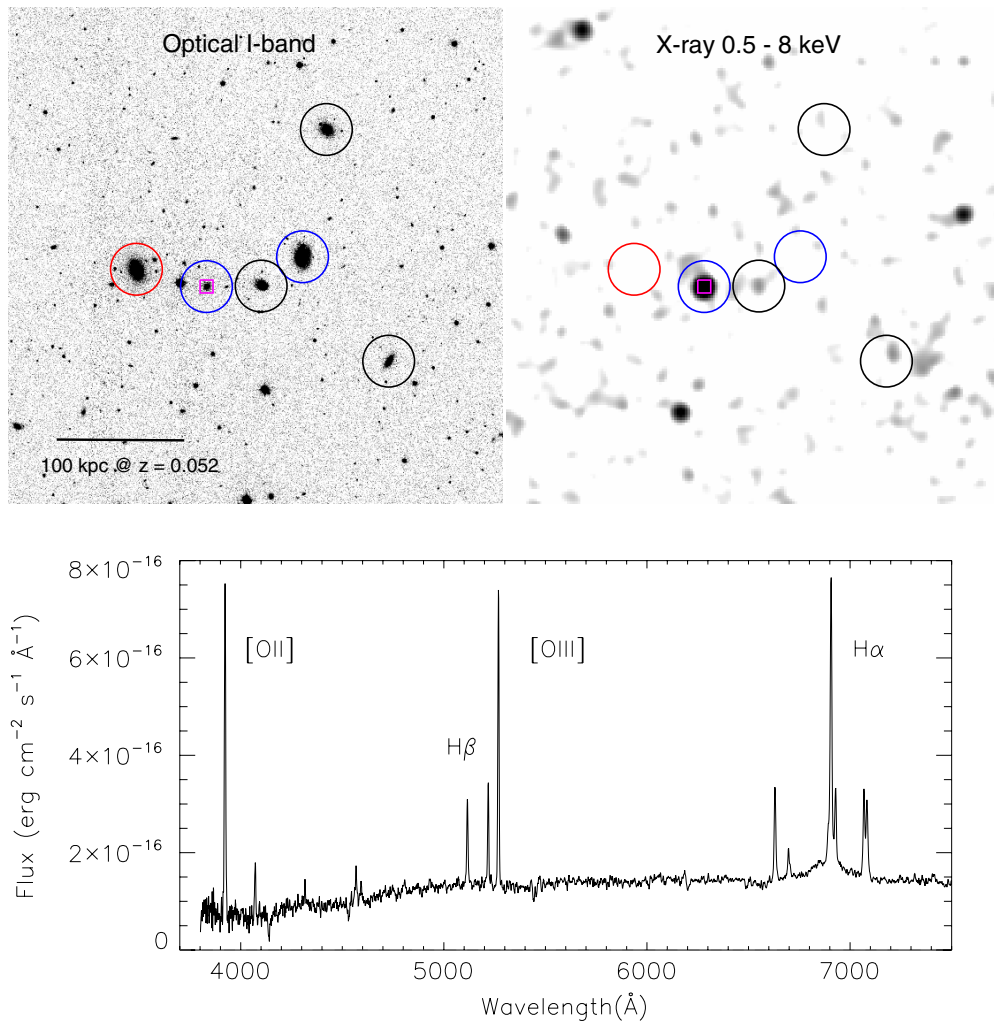 Optical I-band
X-ray 0.5 - 8 keV
100 kpc @ z = 0.052
8×10⁻¹⁶
6×10⁻¹⁶
4×10⁻¹⁶
2×10⁻¹⁶
0
Flux (erg cm⁻² s⁻¹ Å⁻¹)
[OII]
Hβ
[OIII]
Hα
4000
5000
6000
7000
Wavelength(Å)